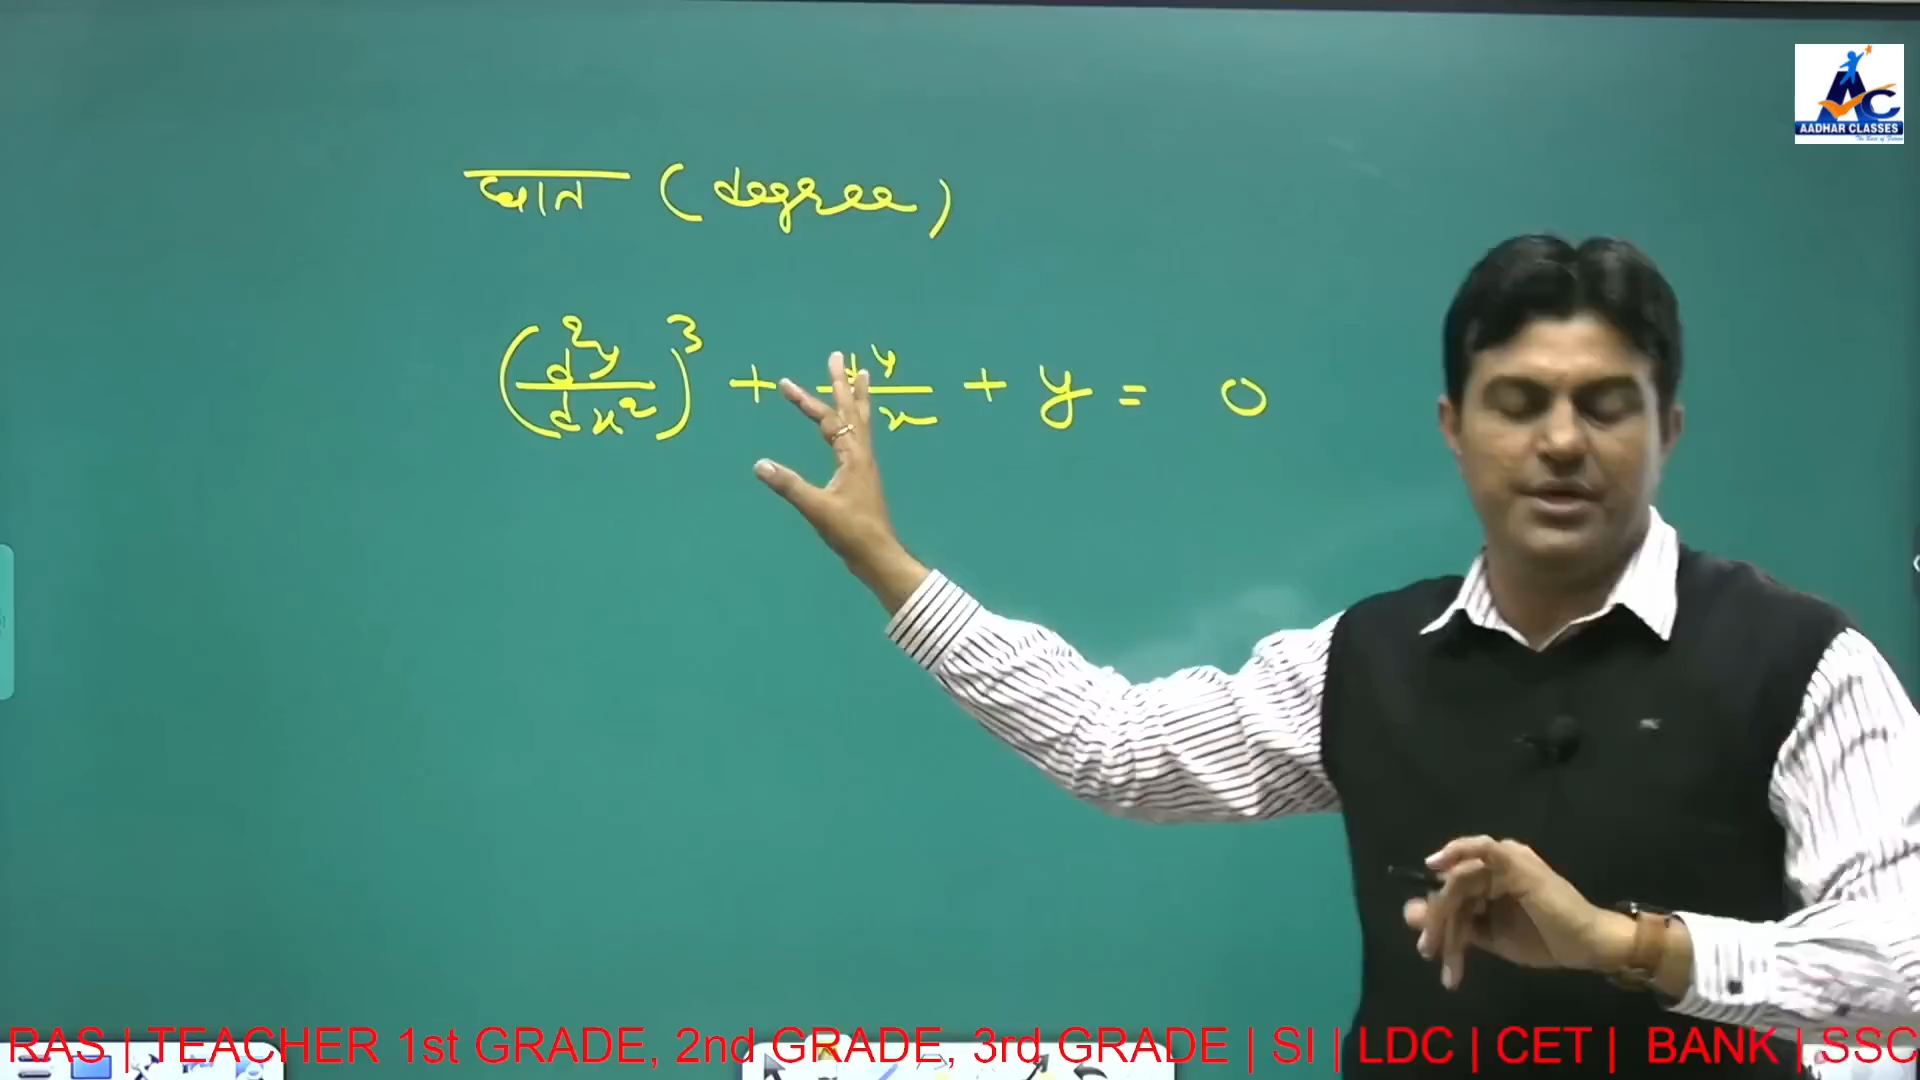 घात (degree)
(d²y/dx²)³ + dy/x + y = 0
AC
AADHAR CLASSES
RAS | TEACHER 1st GRADE, 2nd GRADE, 3rd GRADE | SI | LDC | CET | BANK | SSC